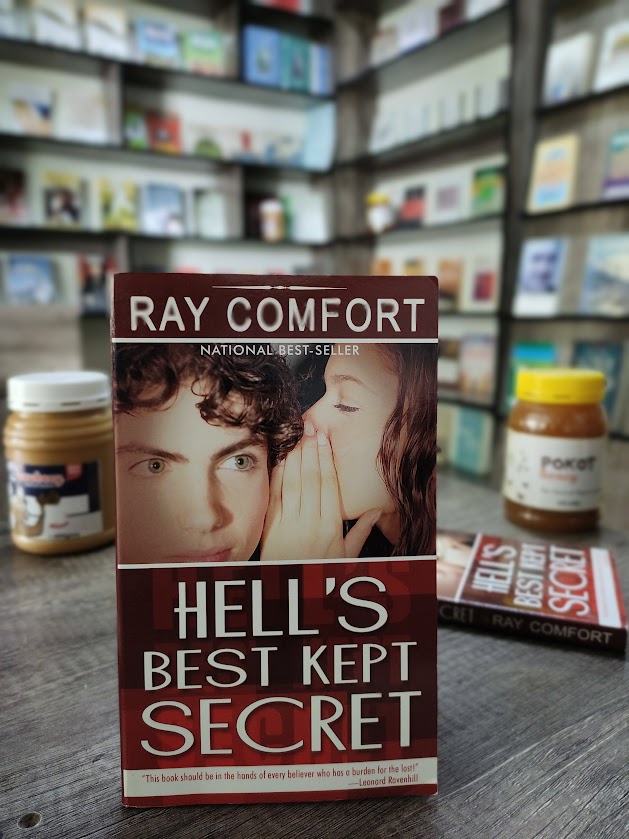 RAY COMFORT
NATIONAL BEST-SELLER
HELL'S
BEST KEPT
SECRET
"This book should be in the hands of every believer who has a burden for the lost!"
—Leonard Ravenhill
POKOT
HELL'S
BEST KEPT
SECRET
SECRET RAY COMFORT